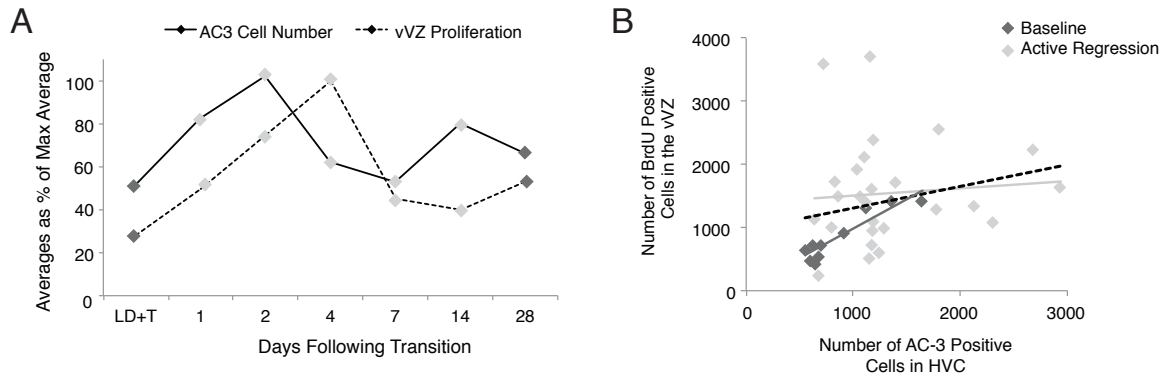 A
AC3 Cell Number
vVZ Proliferation
Averages as % of Max Average
100
80
60
40
20
0
LD+T 1 2 4 7 14 28
Days Following Transition
B
Baseline
Active Regression
Number of BrdU Positive
Cells in the vVZ
4000
3000
2000
1000
0
0 1000 2000 3000
Number of AC-3 Positive
Cells in HVC